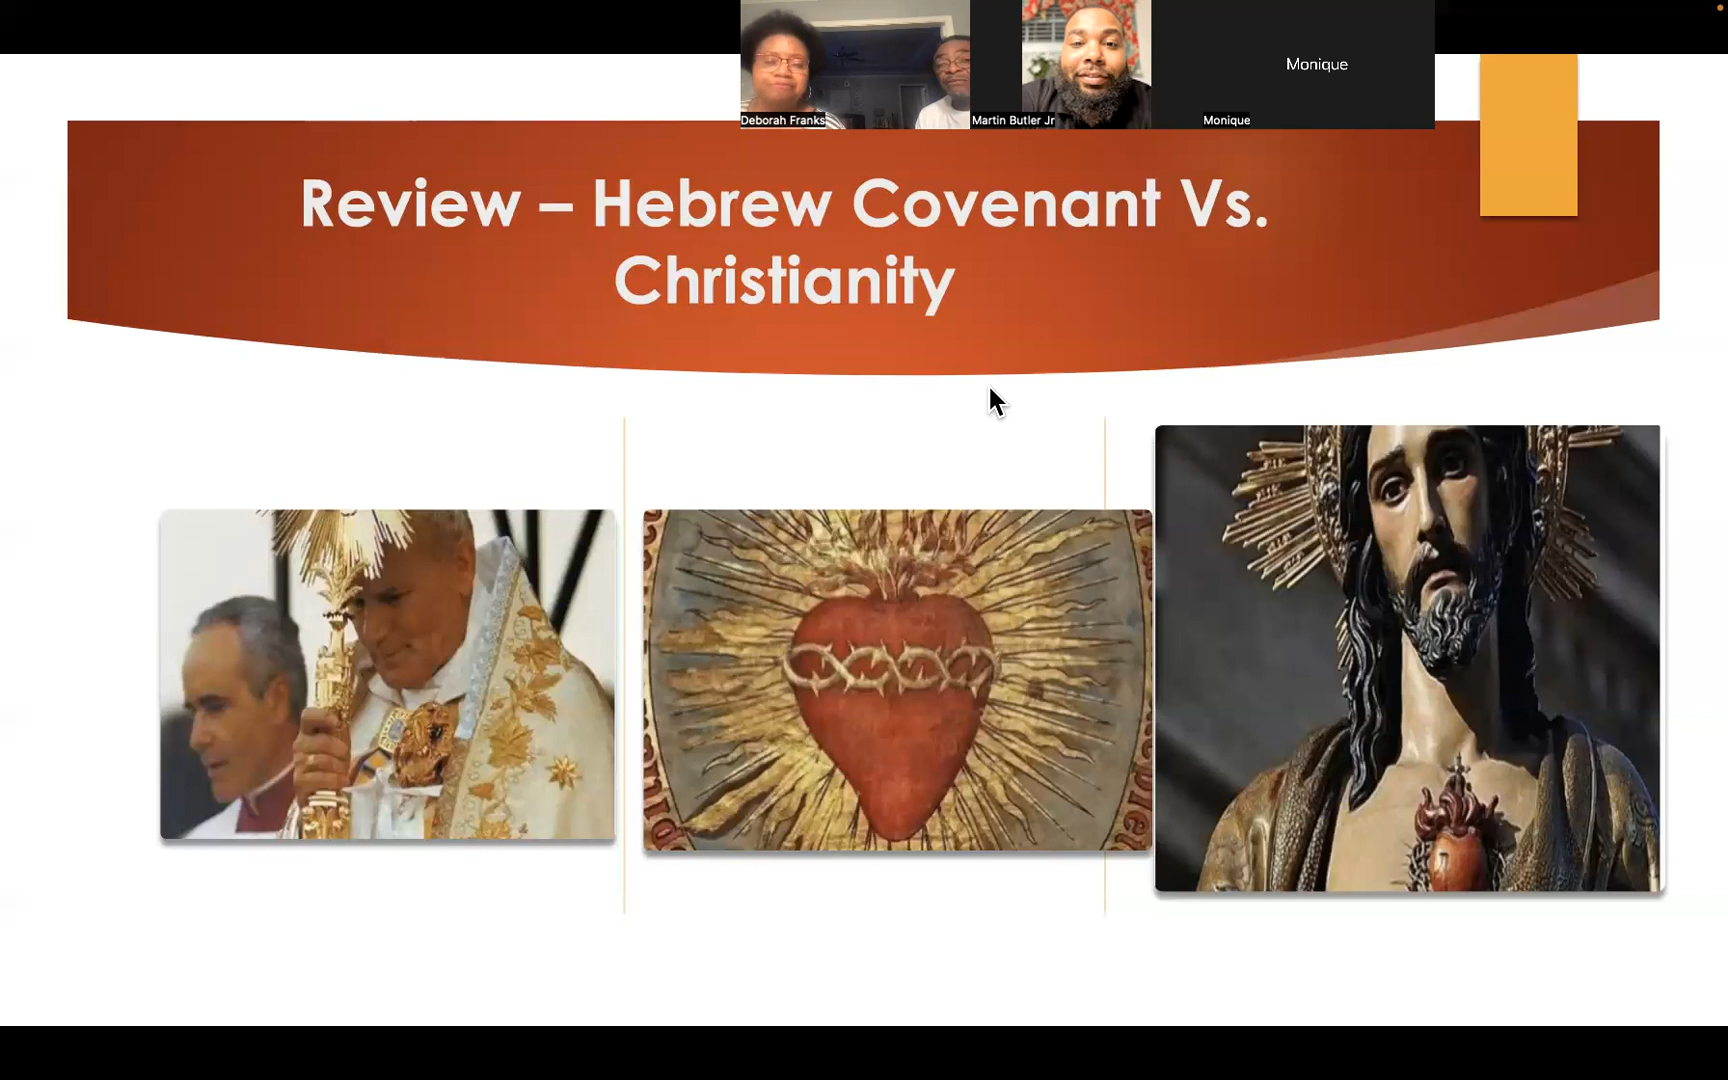 Monique
Deborah Franks
Martin Butler Jr
Monique
Review – Hebrew Covenant Vs.
Christianity